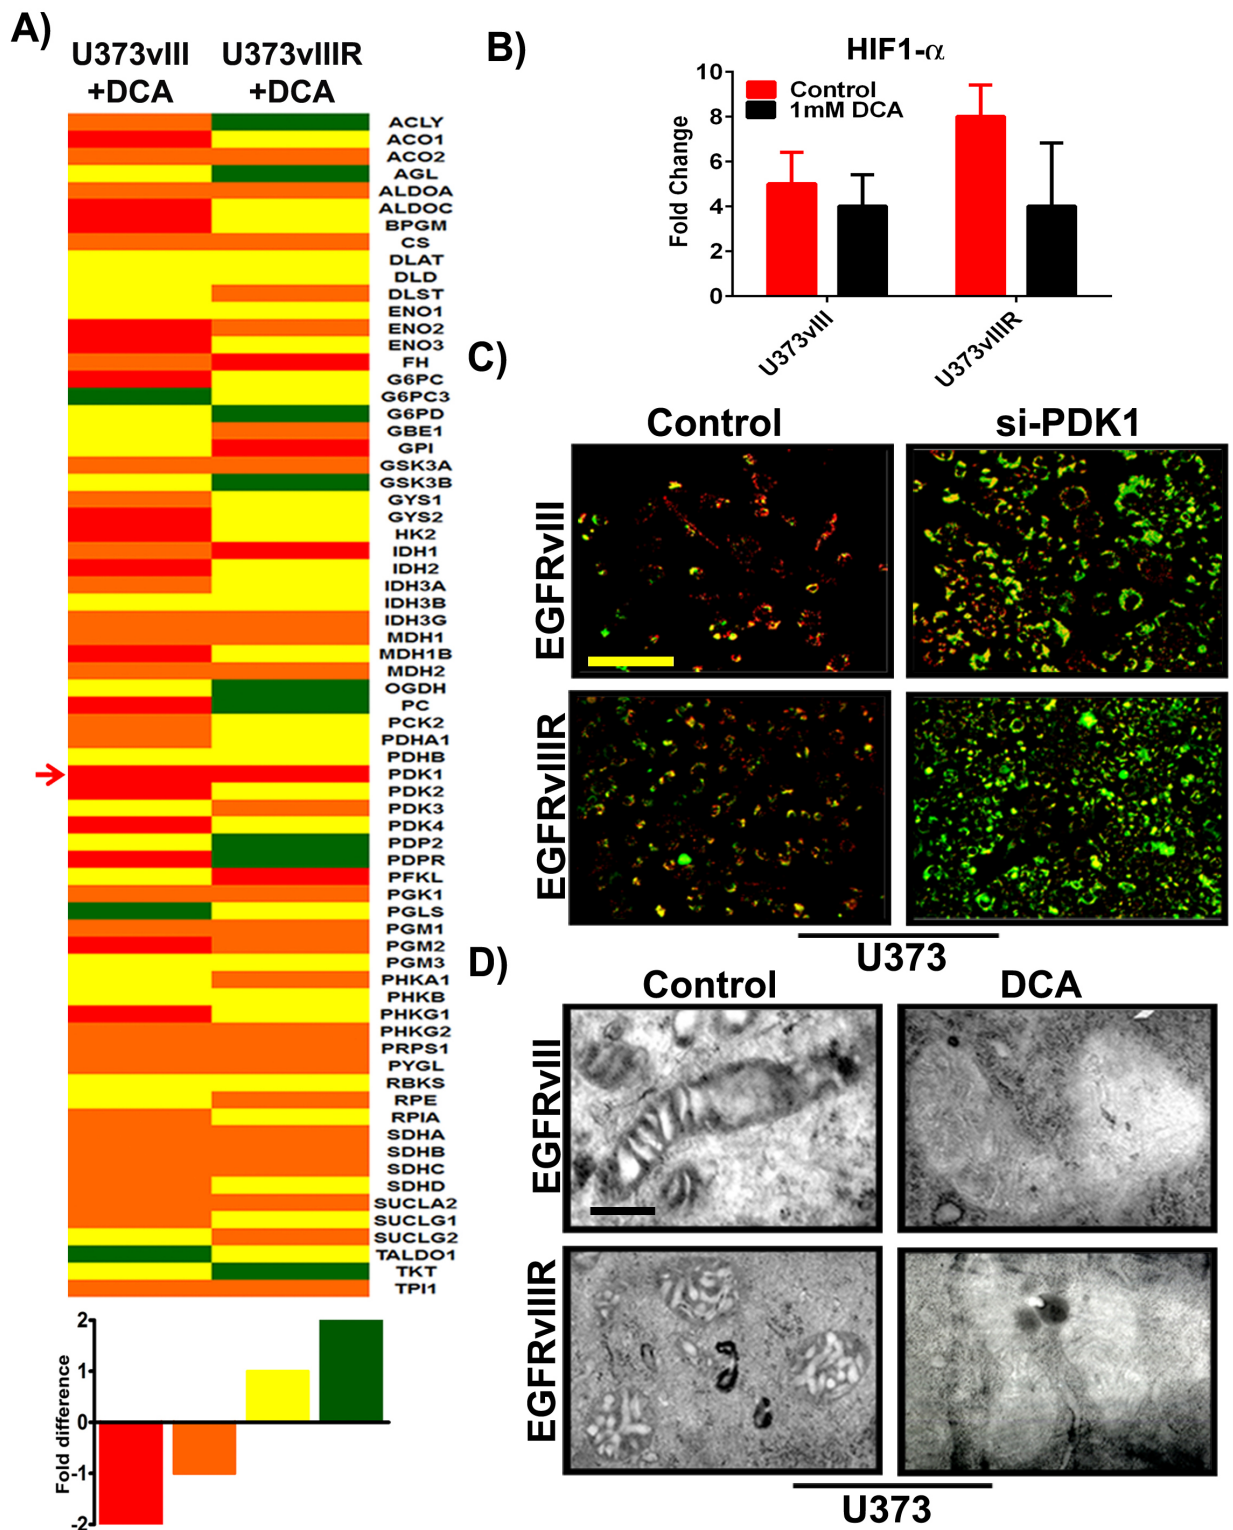 A)
U373vIII
+DCA
U373vIIIR
+DCA
ACLY
ACO1
ACO2
AGL
ALDOA
ALDOC
BPGM
CS
DLAT
DLD
DLST
ENO1
ENO2
ENO3
FH
G6PC
G6PC3
G6PD
GBE1
GPI
GSK3A
GSK3B
GYS1
GYS2
HK2
IDH1
IDH2
IDH3A
IDH3B
IDH3G
MDH1
MDH1B
MDH2
OGDH
PC
PCK2
PDHA1
PDHB
PDK1
PDK2
PDK3
PDK4
PDP2
PDPR
PFKL
PGK1
PGLS
PGM1
PGM2
PGM3
PHKA1
PHKB
PHKG1
PHKG2
PRPS1
PYGL
RBKS
RPE
RPIA
SDHA
SDHB
SDHC
SDHD
SUCLA2
SUCLG1
SUCLG2
TALDO1
TKT
TPI1
Fold difference
2
1
0
-1
-2
B)
HIF1-α
Control
1mM DCA
Fold Change
10
8
6
4
2
0
U373vIII
U373vIIIR
C)
Control
si-PDK1
EGFRvIII
EGFRvIIIR
U373
D)
Control
DCA
EGFRvIII
EGFRvIIIR
U373